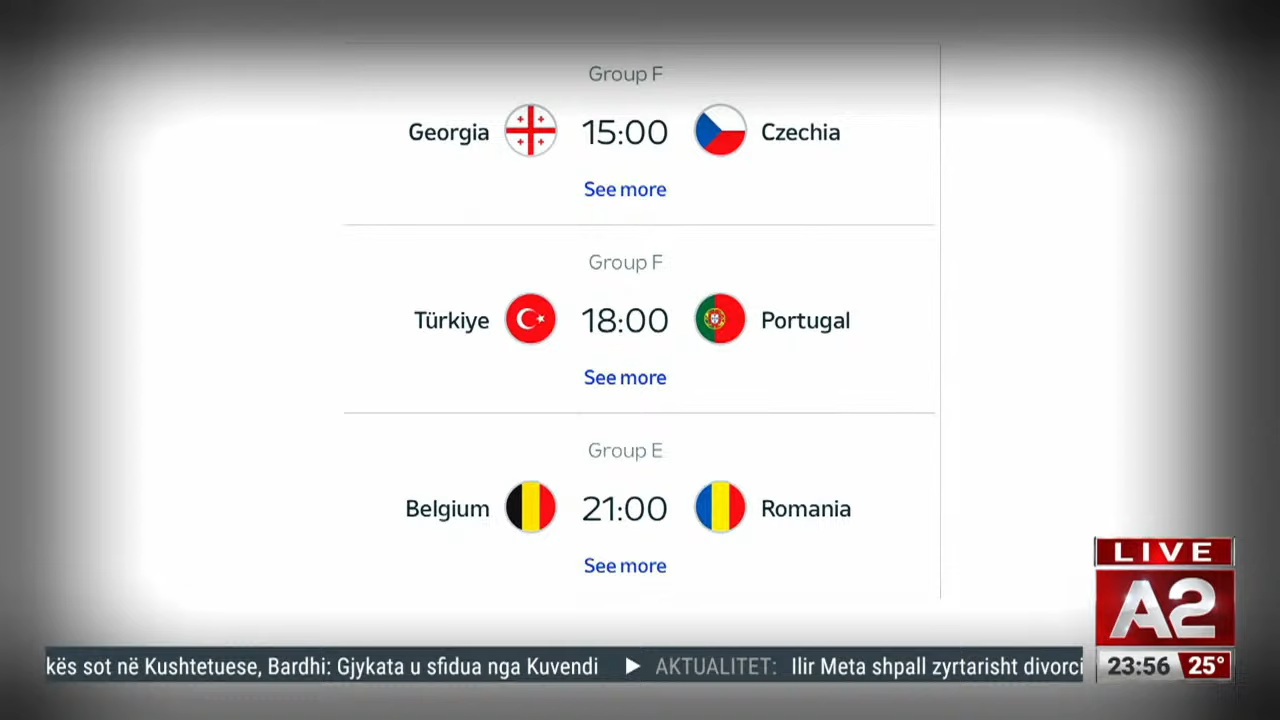 Group F
Georgia 15:00 Czechia
See more
Group F
Türkiye 18:00 Portugal
See more
Group E
Belgium 21:00 Romania
See more
LIVE
A2
kës sot në Kushtetuese, Bardhi: Gjykata u sfidua nga Kuvendi ▶ AKTUALITET: Ilir Meta shpall zyrtarisht divorci
23:56 25°